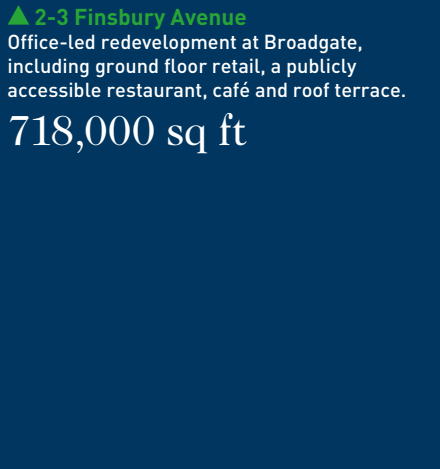 ▲ 2-3 Finsbury Avenue
Office-led redevelopment at Broadgate,
including ground floor retail, a publicly
accessible restaurant, café and roof terrace.
718,000 sq ft